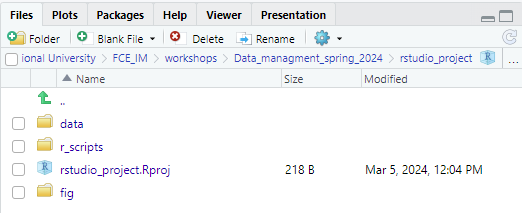 Files Plots Packages Help Viewer Presentation
Folder Blank File Delete Rename
ional University FCE_IM workshops Data_managment_spring_2024 rstudio_project R ...
Name Size Modified
..
data
r_scripts
R rstudio_project.Rproj 218 B Mar 5, 2024, 12:04 PM
fig